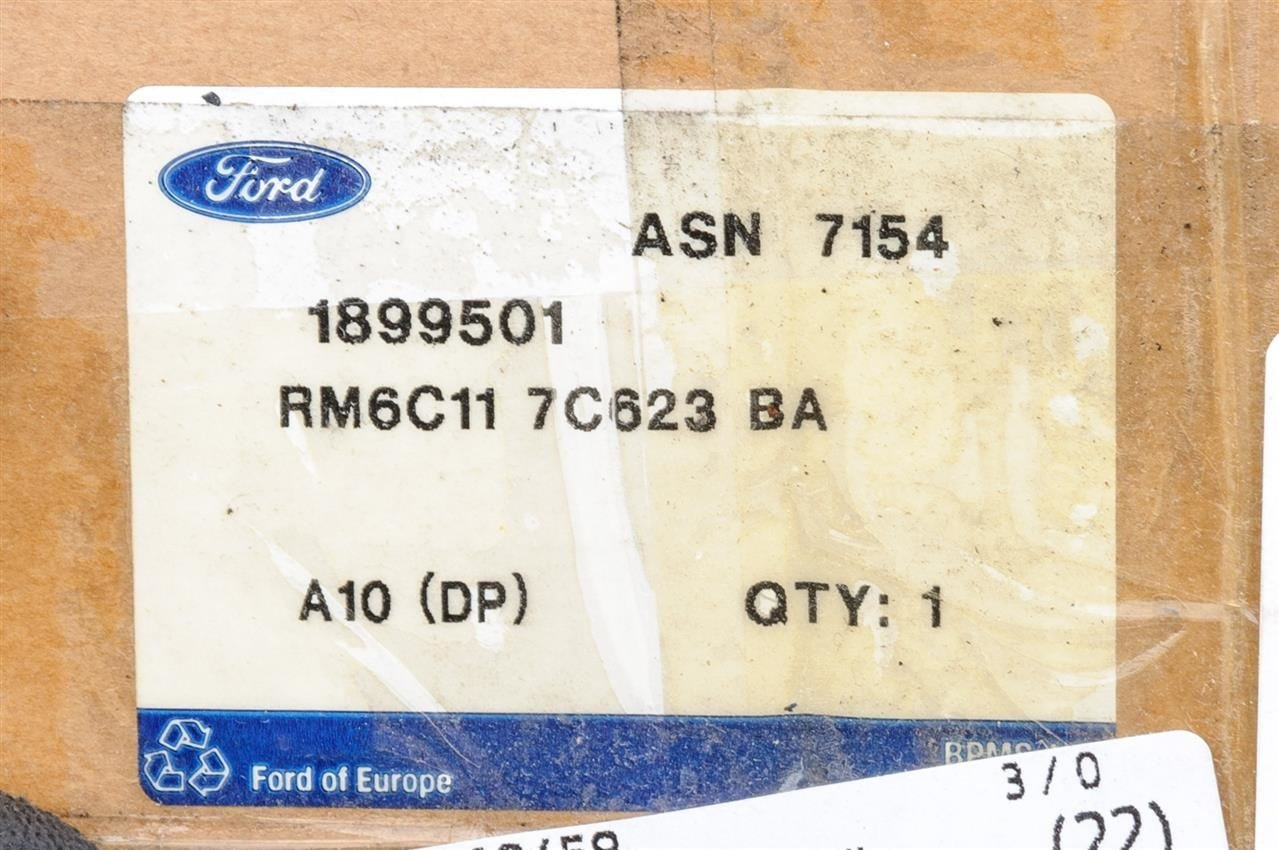 Ford
ASN 7154
1899501
RM6C11 7C623 BA
A10 (DP)
QTY: 1
Ford of Europe
3/0
(22)